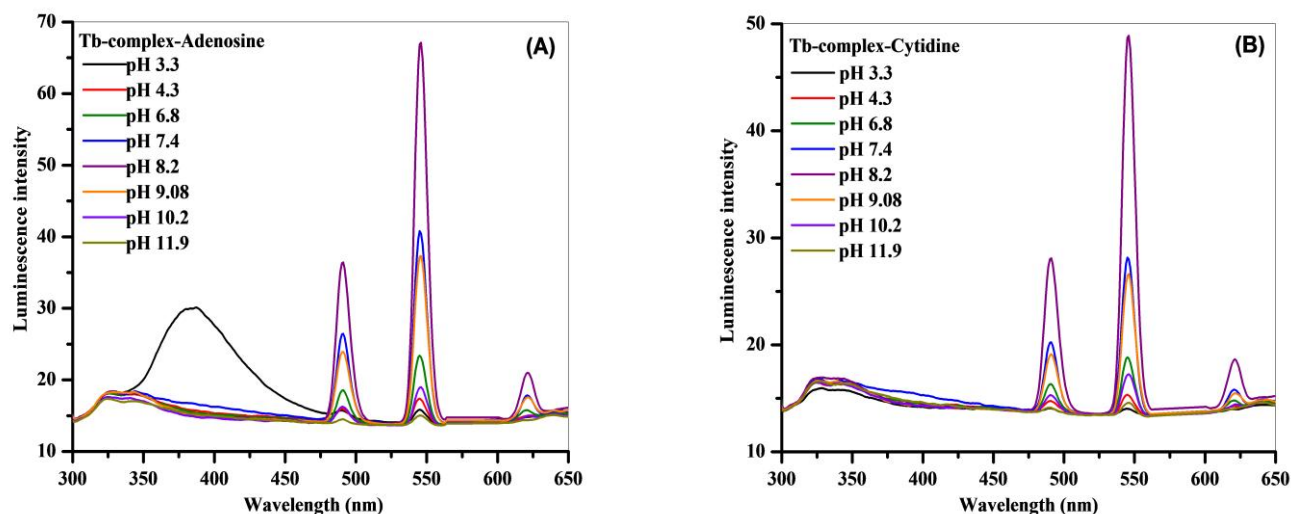 Tb-complex-Adenosine
(A)
pH 3.3
pH 4.3
pH 6.8
pH 7.4
pH 8.2
pH 9.08
pH 10.2
pH 11.9
Luminescence intensity
70
60
50
40
30
20
10
300 350 400 450 500 550 600 650
Wavelength (nm)
Tb-complex-Cytidine
(B)
pH 3.3
pH 4.3
pH 6.8
pH 7.4
pH 8.2
pH 9.08
pH 10.2
pH 11.9
Luminescence intensity
50
40
30
20
10
300 350 400 450 500 550 600 650
Wavelength (nm)